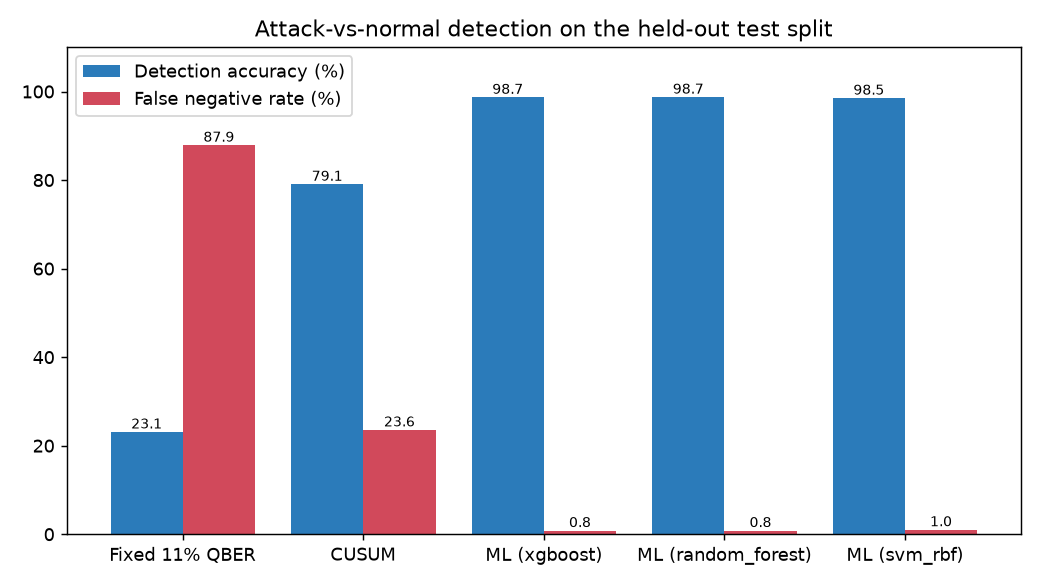 Attack-vs-normal detection on the held-out test split
Detection accuracy (%)
False negative rate (%)
100
80
60
40
20
0
23.1
87.9
79.1
23.6
98.7
0.8
98.7
0.8
98.5
1.0
Fixed 11% QBER
CUSUM
ML (xgboost)
ML (random_forest)
ML (svm_rbf)